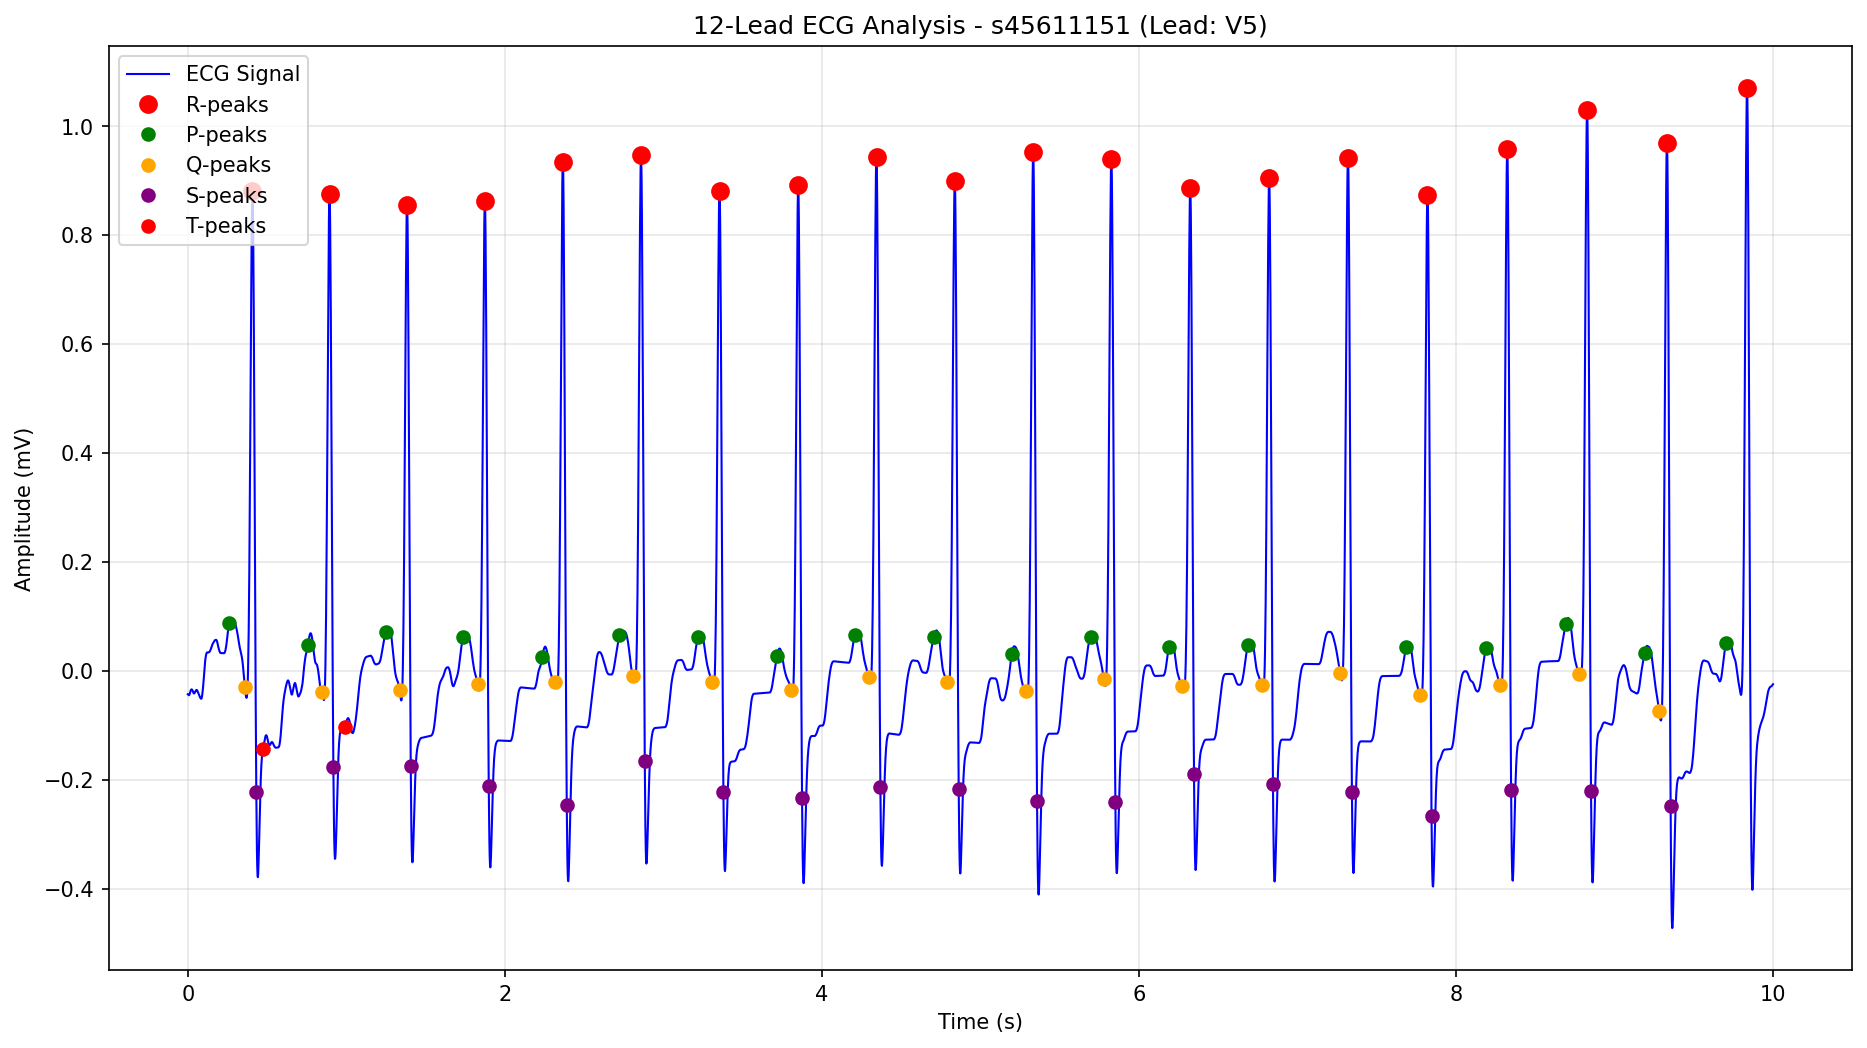 12-Lead ECG Analysis - s45611151 (Lead: V5)
ECG Signal
R-peaks
P-peaks
Q-peaks
S-peaks
T-peaks
Amplitude (mV)
1.0
0.8
0.6
0.4
0.2
0.0
−0.2
−0.4
0 2 4 6 8 10
Time (s)